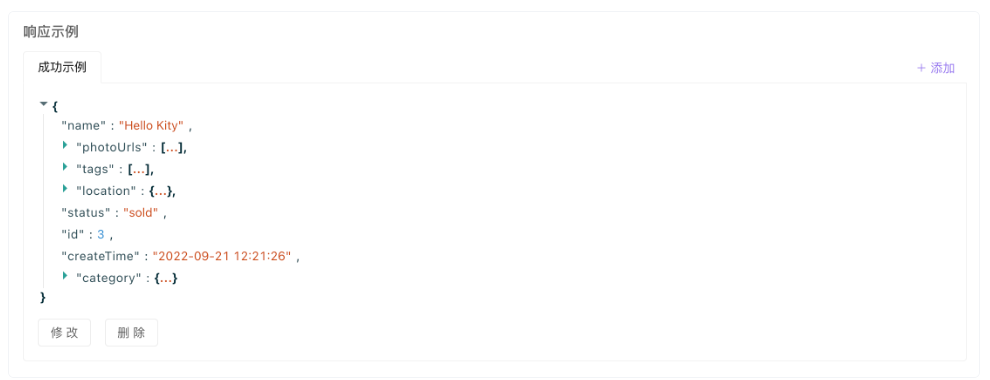 响应示例
成功示例
+ 添加
{
"name" : "Hello Kity" ,
"photoUrls" : [...],
"tags" : [...],
"location" : {...},
"status" : "sold" ,
"id" : 3 ,
"createTime" : "2022-09-21 12:21:26" ,
"category" : {...}
}
修 改
删 除